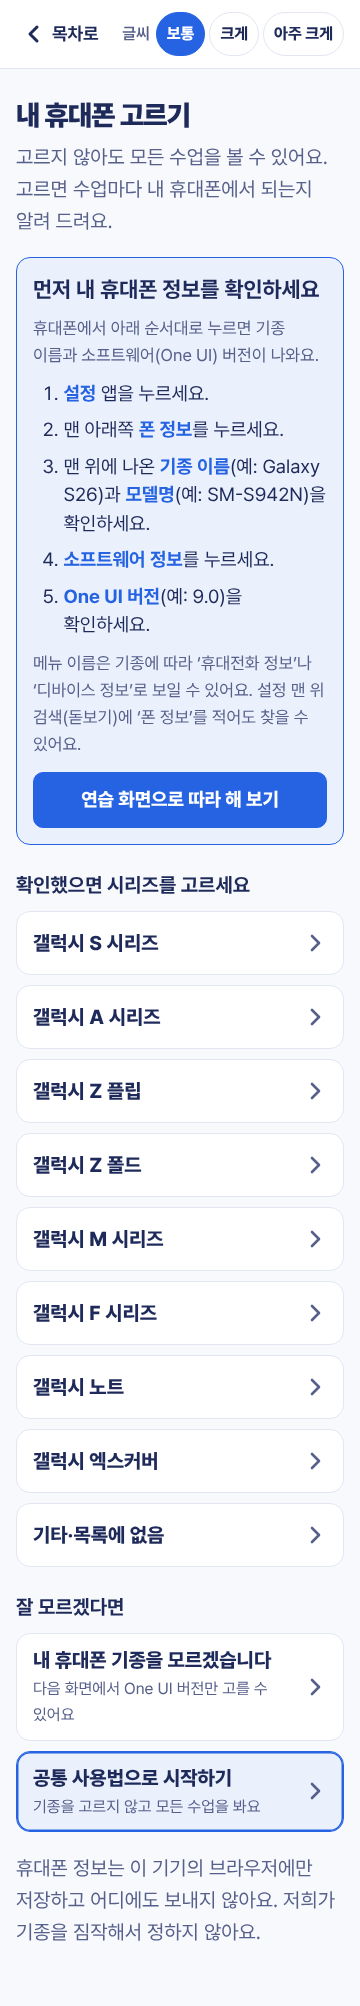 목차로
글씨
보통
크게
아주 크게
내 휴대폰 고르기
고르지 않아도 모든 수업을 볼 수 있어요.
고르면 수업마다 내 휴대폰에서 되는지
알려 드려요.
먼저 내 휴대폰 정보를 확인하세요
휴대폰에서 아래 순서대로 누르면 기종
이름과 소프트웨어(One UI) 버전이 나와요.
1. 설정 앱을 누르세요.
2. 맨 아래쪽 폰 정보를 누르세요.
3. 맨 위에 나온 기종 이름(예: Galaxy
S26)과 모델명(예: SM-S942N)을
확인하세요.
4. 소프트웨어 정보를 누르세요.
5. One UI 버전(예: 9.0)을
확인하세요.
메뉴 이름은 기종에 따라 ‘휴대전화 정보’나
‘디바이스 정보’로 보일 수 있어요. 설정 맨 위
검색(돋보기)에 ‘폰 정보’를 적어도 찾을 수
있어요.
연습 화면으로 따라 해 보기
확인했으면 시리즈를 고르세요
갤럭시 S 시리즈
갤럭시 A 시리즈
갤럭시 Z 플립
갤럭시 Z 폴드
갤럭시 M 시리즈
갤럭시 F 시리즈
갤럭시 노트
갤럭시 엑스커버
기타·목록에 없음
잘 모르겠다면
내 휴대폰 기종을 모르겠습니다
다음 화면에서 One UI 버전만 고를 수
있어요
공통 사용법으로 시작하기
기종을 고르지 않고 모든 수업을 봐요
휴대폰 정보는 이 기기의 브라우저에만
저장하고 어디에도 보내지 않아요. 저희가
기종을 짐작해서 정하지 않아요.